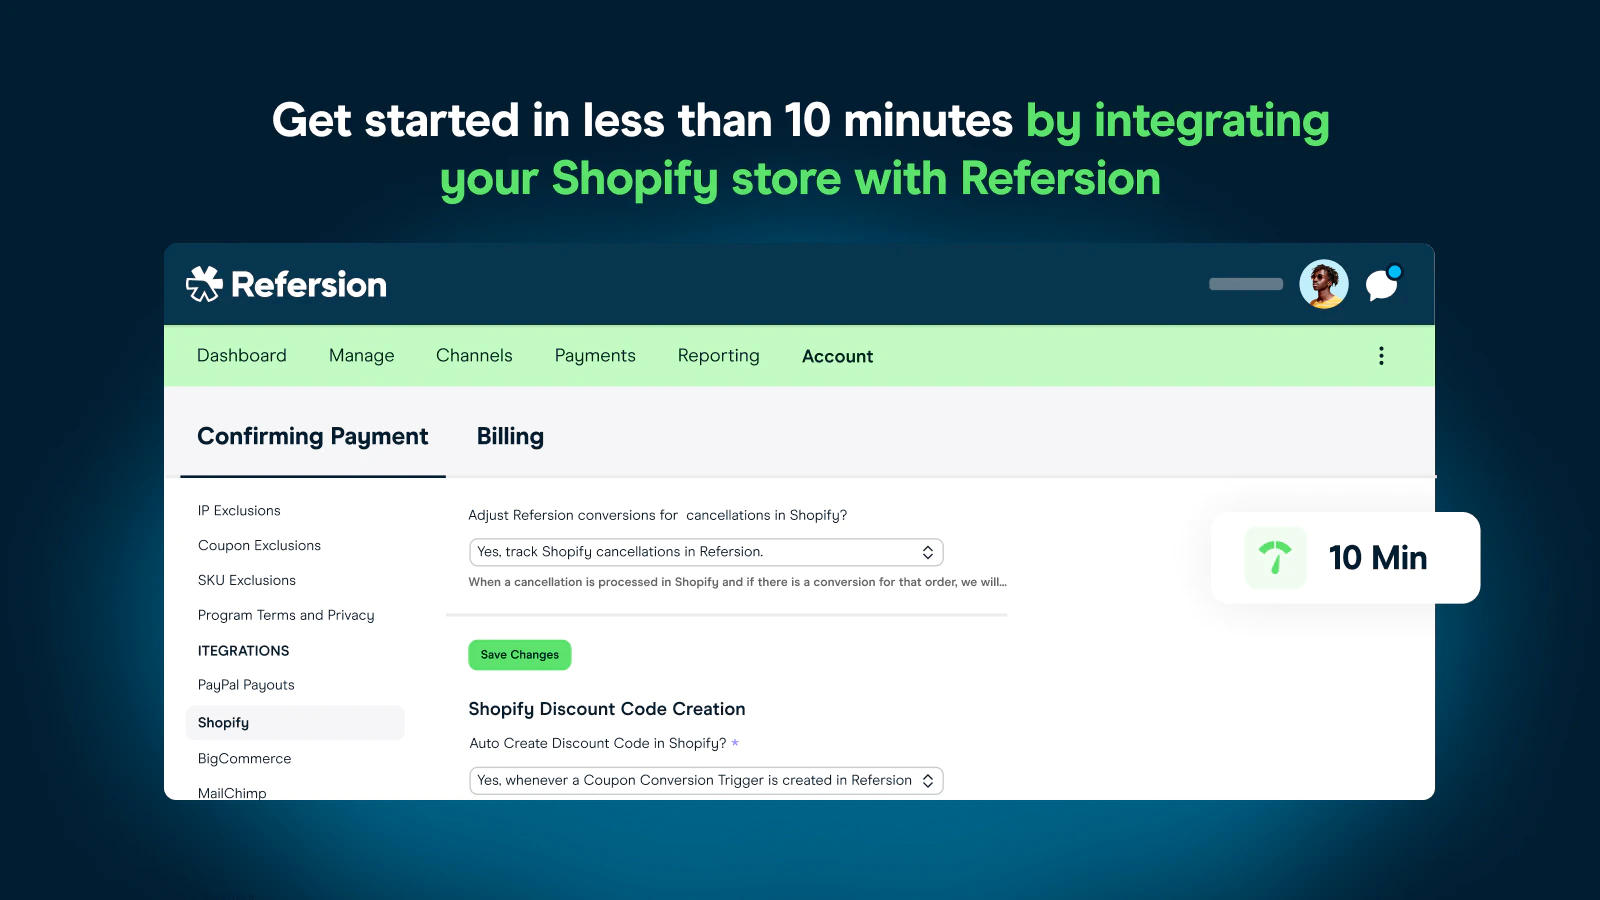 Get started in less than 10 minutes by integrating
your Shopify store with Refersion
Refersion
Dashboard Manage Channels Payments Reporting Account
Confirming Payment Billing
IP Exclusions
Coupon Exclusions
SKU Exclusions
Program Terms and Privacy
ITEGRATIONS
PayPal Payouts
Shopify
BigCommerce
MailChimp
Adjust Refersion conversions for cancellations in Shopify?
Yes, track Shopify cancellations in Refersion.
When a cancellation is processed in Shopify and if there is a conversion for that order, we will...
Save Changes
Shopify Discount Code Creation
Auto Create Discount Code in Shopify? *
Yes, whenever a Coupon Conversion Trigger is created in Refersion
10 Min